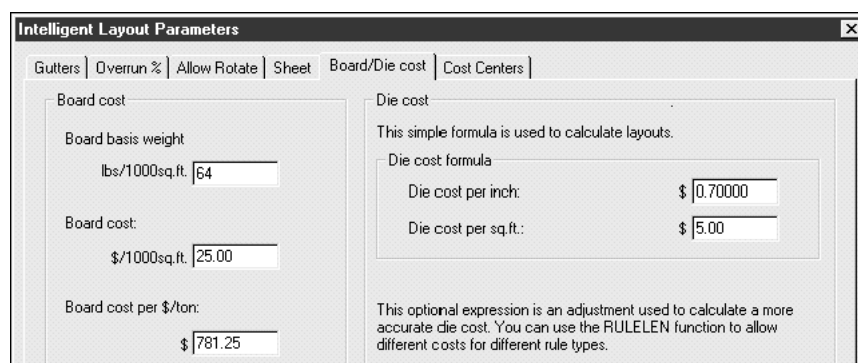 Intelligent Layout Parameters
Gutters
Overrun %
Allow Rotate
Sheet
Board/Die cost
Cost Centers
Board cost
Board basis weight
lbs/1000sq.ft. 64
Board cost:
$/1000sq.ft. 25.00
Board cost per $/ton:
$ 781.25
Die cost
This simple formula is used to calculate layouts.
Die cost formula
Die cost per inch: $ 0.70000
Die cost per sq.ft.: $ 5.00
This optional expression is an adjustment used to calculate a more
accurate die cost. You can use the RULELEN function to allow
different costs for different rule types.